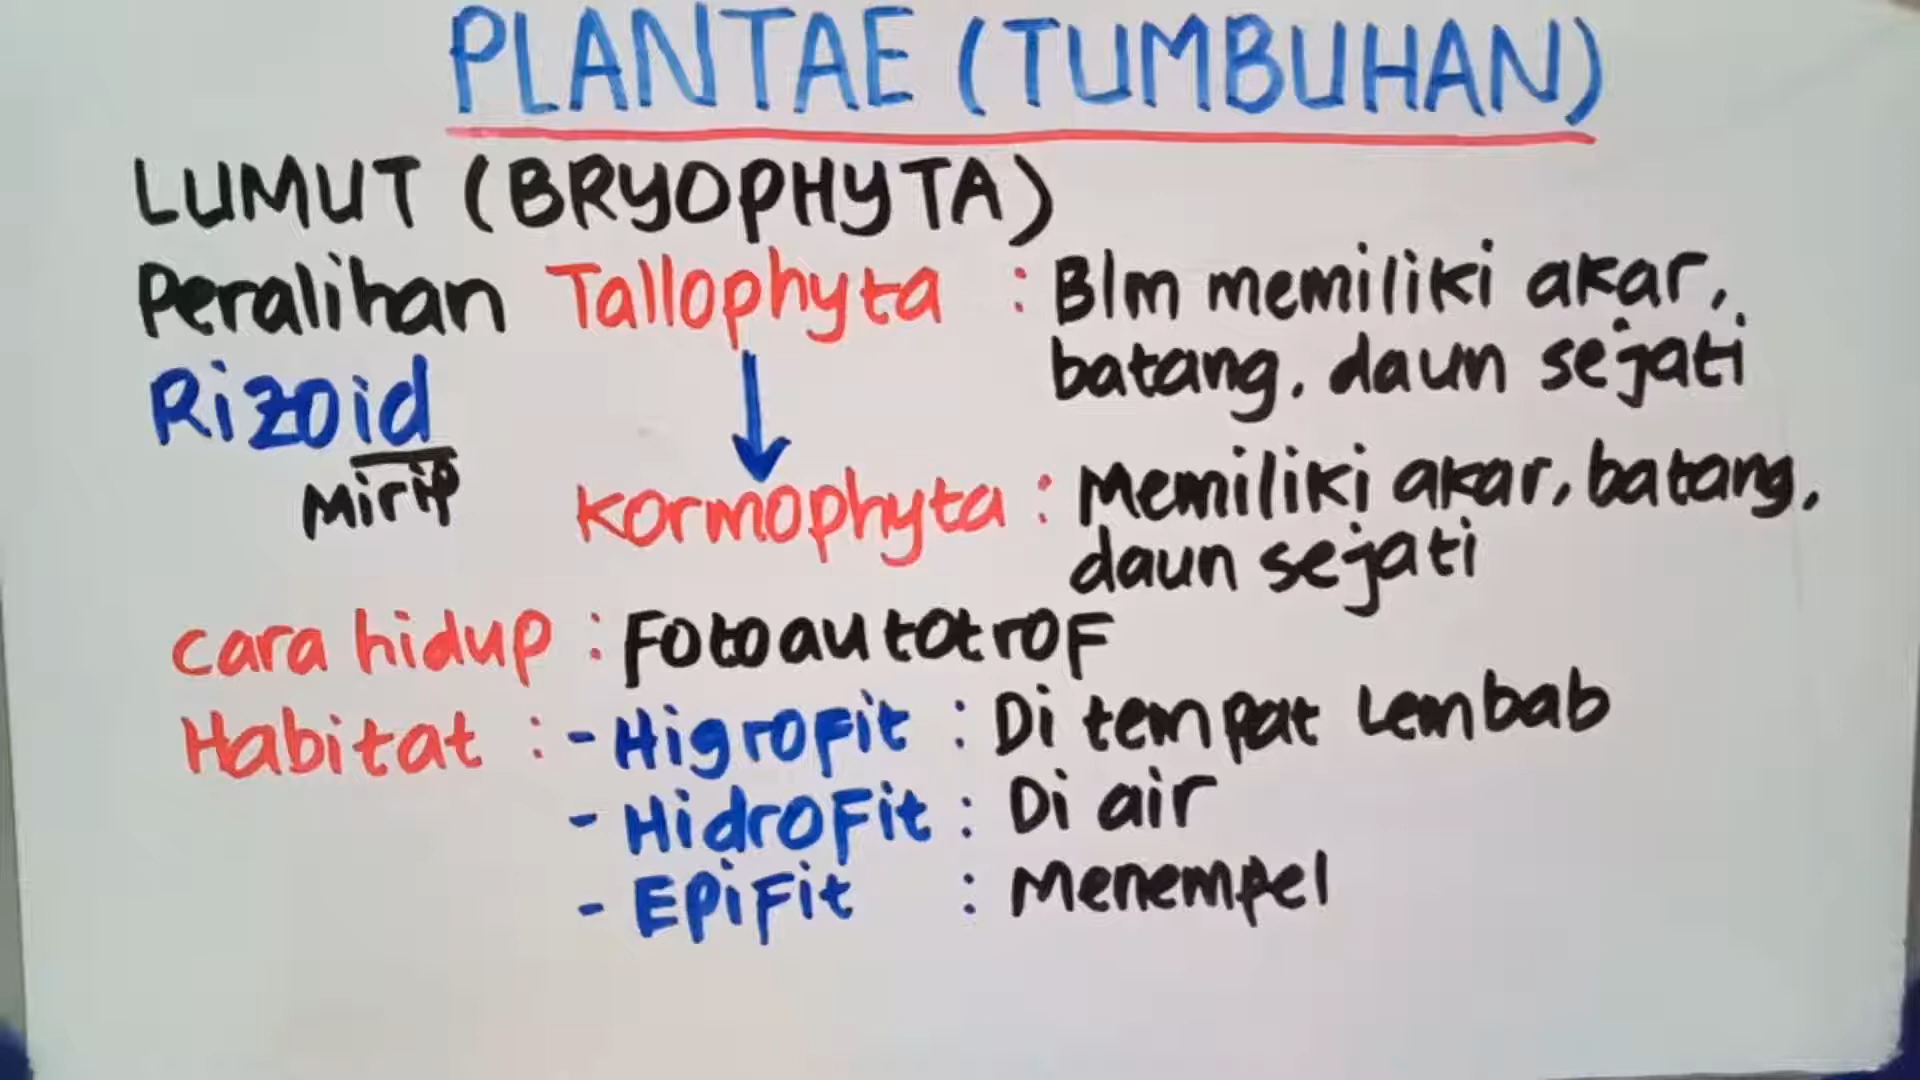 PLANTAE (TUMBUHAN)
LUMUT (BRYOPHYTA)
Peralihan Tallophyta : Blm memiliki akar,
batang, daun sejati
Rizoid
Mirip
Kormophyta : Memiliki akar, batang,
daun sejati
cara hidup : Fotoautotrof
Habitat : - Higrofit : Di tempat Lembab
- Hidrofit : Di air
- Epifit : Menempel